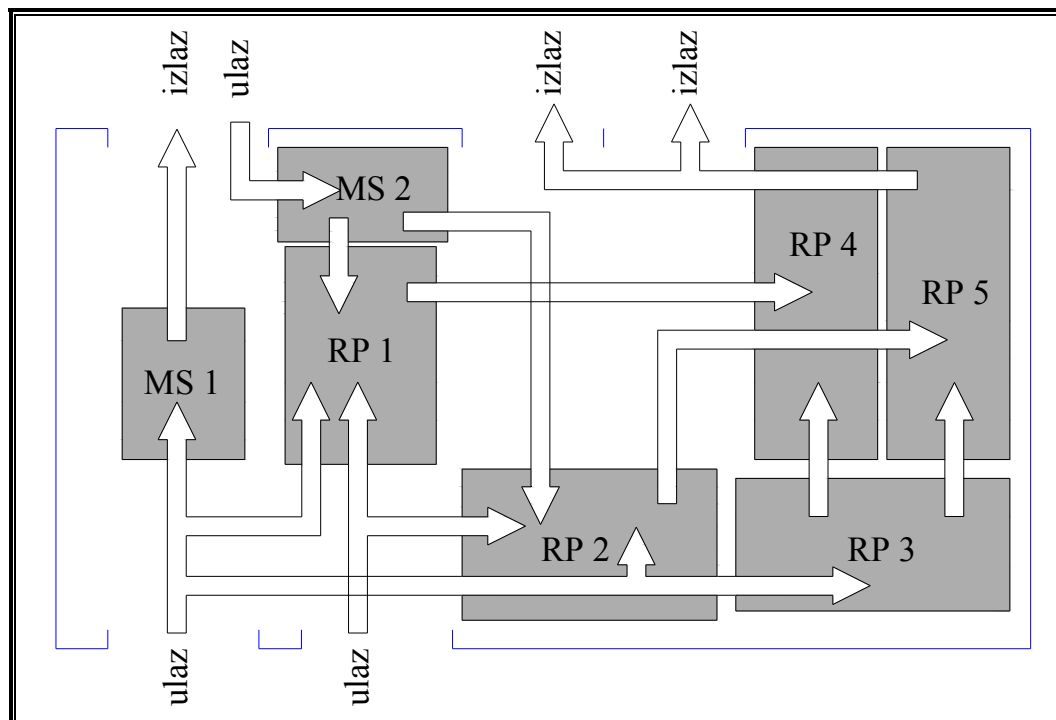 izlaz
ulaz
izlaz
izlaz
MS 2
RP 4
RP 5
RP 1
MS 1
RP 2
RP 3
ulaz
ulaz